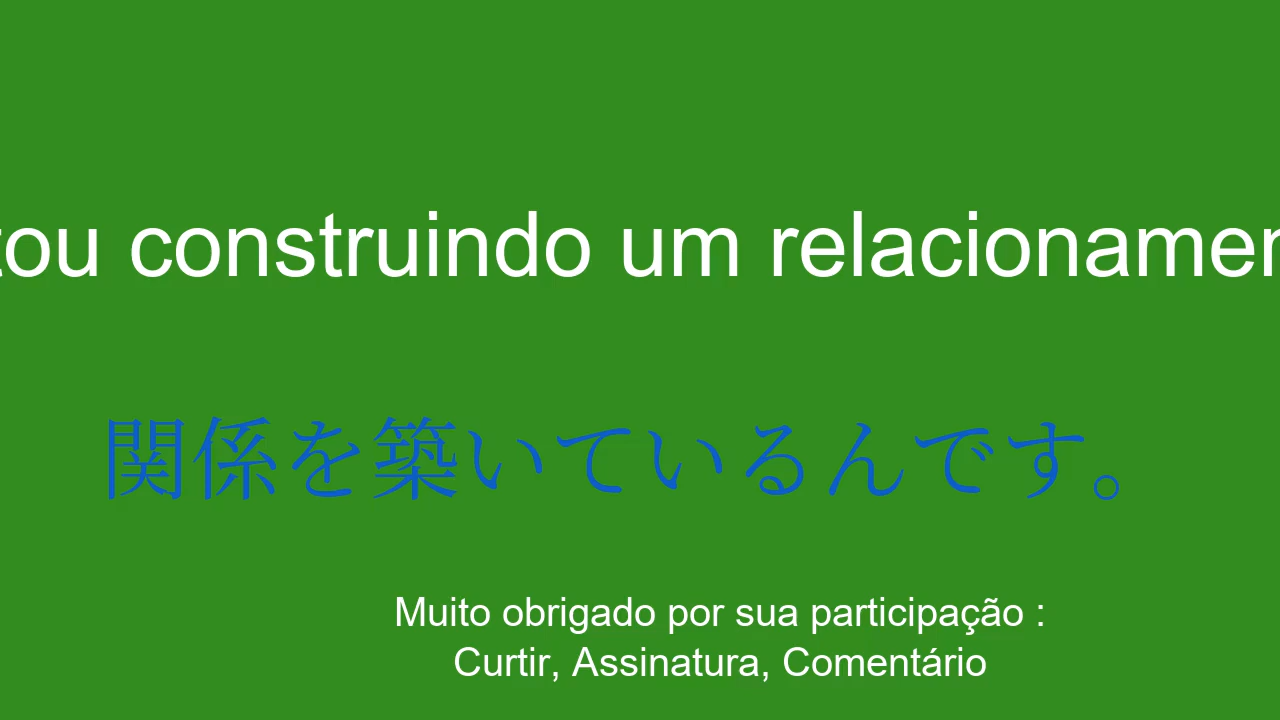 tou construindo um relacionamen
関係を築いているんです。
Muito obrigado por sua participação :
Curtir, Assinatura, Comentário